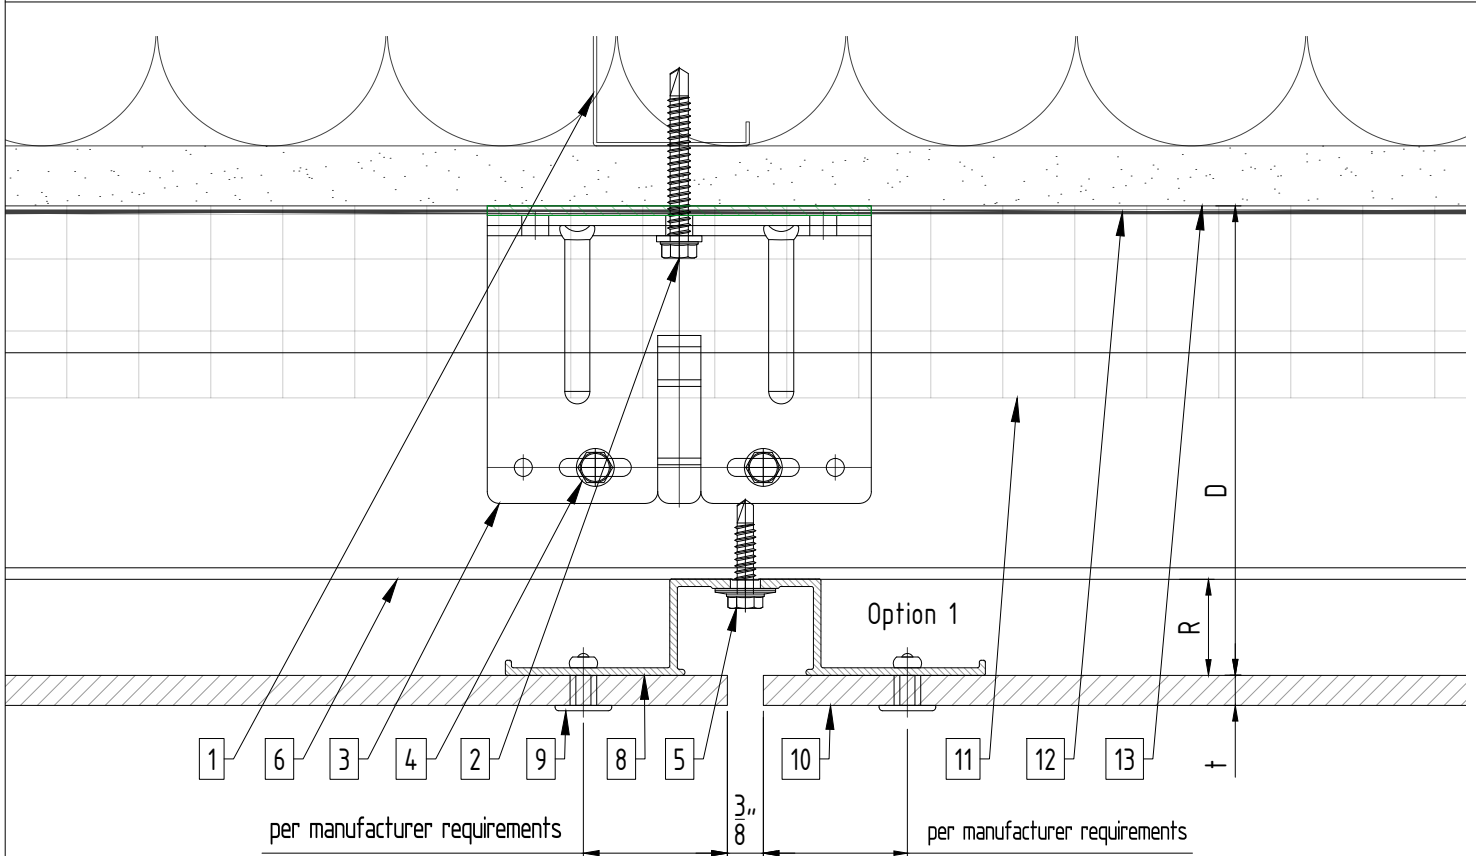 D
Option 1
R
1 6 3 4 2 9 8 5 10 11 12 13
t
per manufacturer requirements
3"
8
per manufacturer requirements